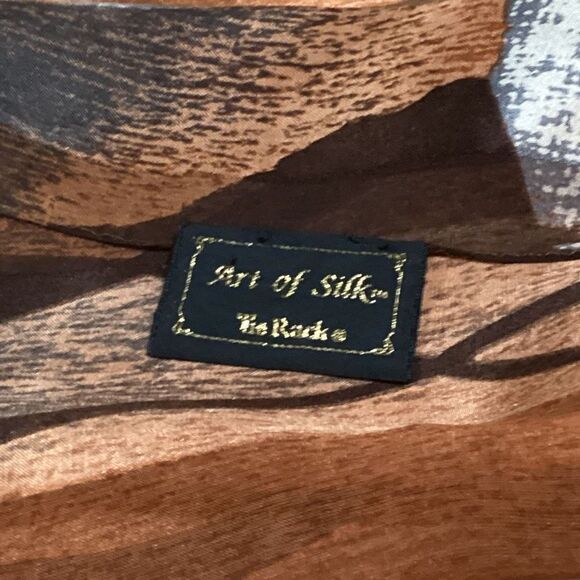 Art of Silk™
Tie Rack®